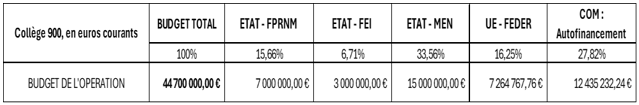 Collège 900, en euros courants BUDGET TOTAL ETAT - FPRNM ETAT - FEI ETAT - MEN UE - FEDER COM : Autofinancement
100% 15,66% 6,71% 33,56% 16,25% 27,82%
BUDGET DE L'OPERATION 44 700 000,00 € 7 000 000,00 € 3 000 000,00 € 15 000 000,00 € 7 264 767,76 € 12 435 232,24 €